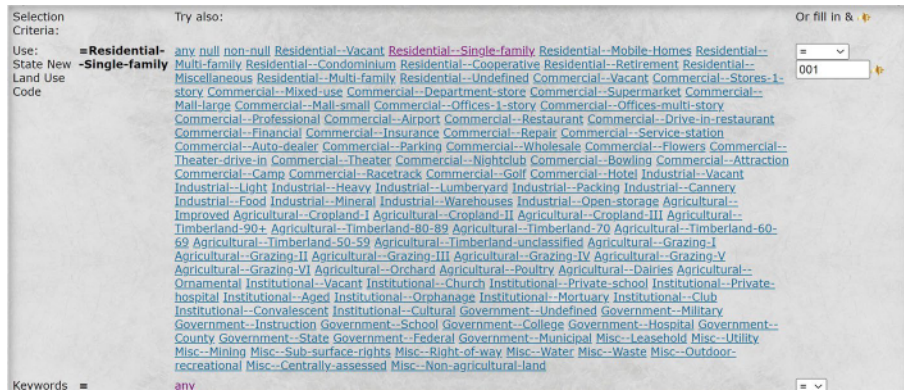 Selection Criteria:
Try also:
Or fill in &
Use: State New Land Use Code
=Residential--Single-family
any null non-null Residential--Vacant Residential--Single-family Residential--Mobile-Homes Residential--
Multi-family Residential--Condominium Residential--Cooperative Residential--Retirement Residential--
Miscellaneous Residential--Multi-family Residential--Undefined Commercial--Vacant Commercial--Stores-1-
story Commercial--Mixed-use Commercial--Department-store Commercial--Supermarket Commercial--
Mall-large Commercial--Mall-small Commercial--Offices-1-story Commercial--Offices-multi-story
Commercial--Professional Commercial--Airport Commercial--Restaurant Commercial--Drive-in-restaurant
Commercial--Financial Commercial--Insurance Commercial--Repair Commercial--Service-station
Commercial--Auto-dealer Commercial--Parking Commercial--Wholesale Commercial--Flowers Commercial--
Theater-drive-in Commercial--Theater Commercial--Nightclub Commercial--Bowling Commercial--Attraction
Commercial--Camp Commercial--Racetrack Commercial--Golf Commercial--Hotel Industrial--Vacant
Industrial--Light Industrial--Heavy Industrial--Lumberyard Industrial--Packing Industrial--Cannery
Industrial--Food Industrial--Mineral Industrial--Warehouses Industrial--Open-storage Agricultural--
Improved Agricultural--Cropland-I Agricultural--Cropland-II Agricultural--Cropland-III Agricultural--
Timberland-90+ Agricultural--Timberland-80-89 Agricultural--Timberland-70 Agricultural--Timberland-60-
69 Agricultural--Timberland-50-59 Agricultural--Timberland-unclassified Agricultural--Grazing-I
Agricultural--Grazing-II Agricultural--Grazing-III Agricultural--Grazing-IV Agricultural--Grazing-V
Agricultural--Grazing-VI Agricultural--Orchard Agricultural--Poultry Agricultural--Dairies Agricultural--
Ornamental Institutional--Vacant Institutional--Church Institutional--Private-school Institutional--Private-
hospital Institutional--Aged Institutional--Orphanage Institutional--Mortuary Institutional--Club
Institutional--Convalescent Institutional--Cultural Government--Undefined Government--Military
Government--Instruction Government--School Government--College Government--Hospital Government--
County Government--State Government--Federal Government--Municipal Misc--Leasehold Misc--Utility
Misc--Mining Misc--Sub-surface-rights Misc--Right-of-way Misc--Water Misc--Waste Misc--Outdoor-
recreational Misc--Centrally-assessed Misc--Non-agricultural-land
=
001
Keywords =
any
=